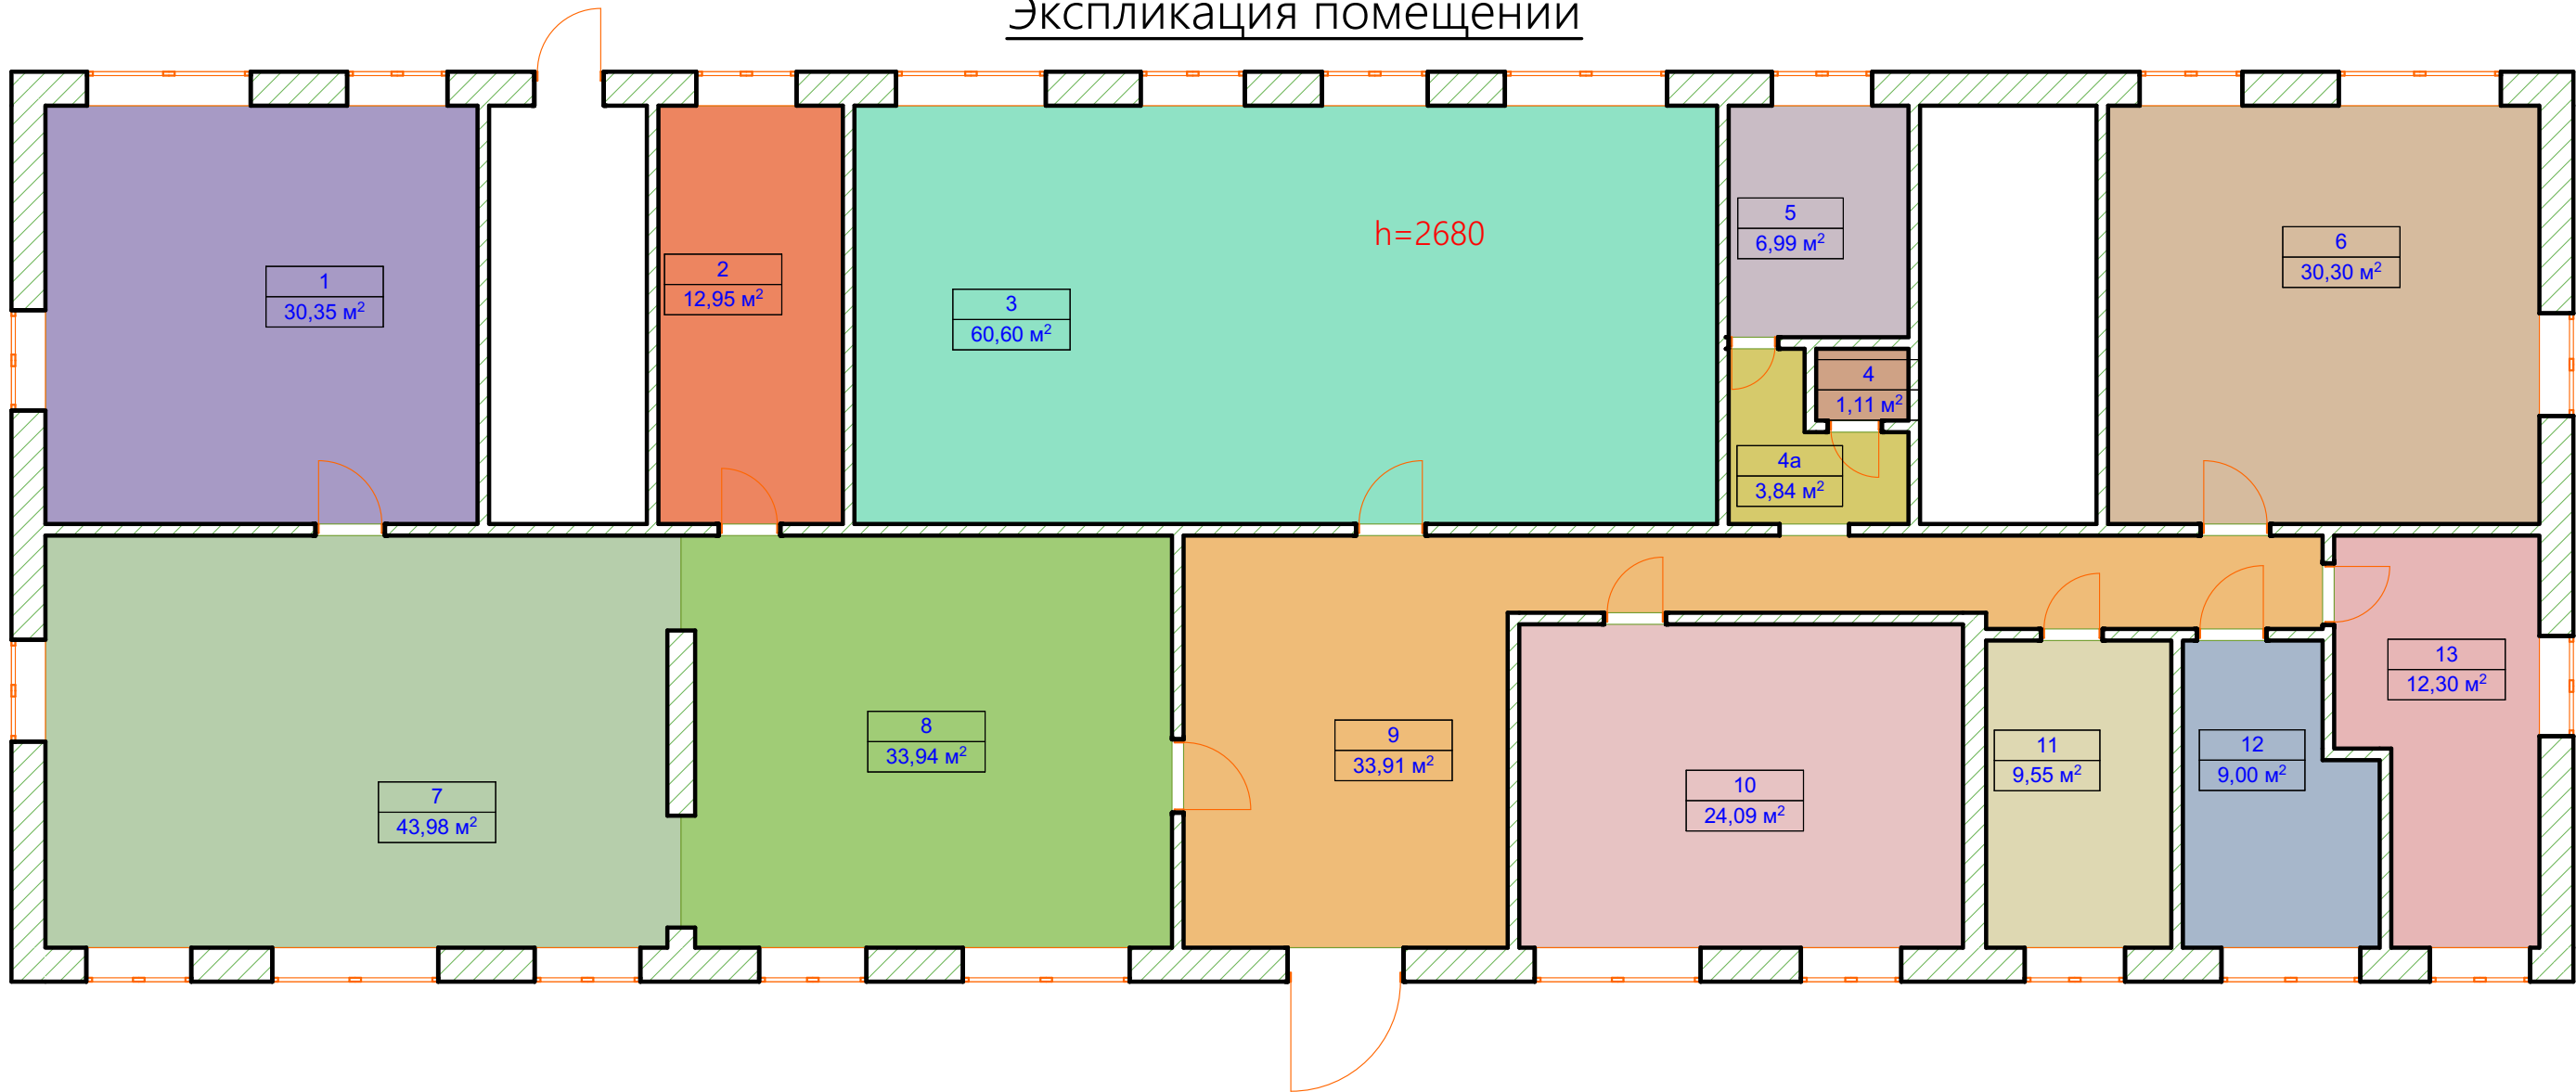 Экспликация помещений
h=2680
1
30,35 м²
2
12,95 м²
3
60,60 м²
5
6,99 м²
4
1,11 м²
4а
3,84 м²
6
30,30 м²
7
43,98 м²
8
33,94 м²
9
33,91 м²
10
24,09 м²
11
9,55 м²
12
9,00 м²
13
12,30 м²